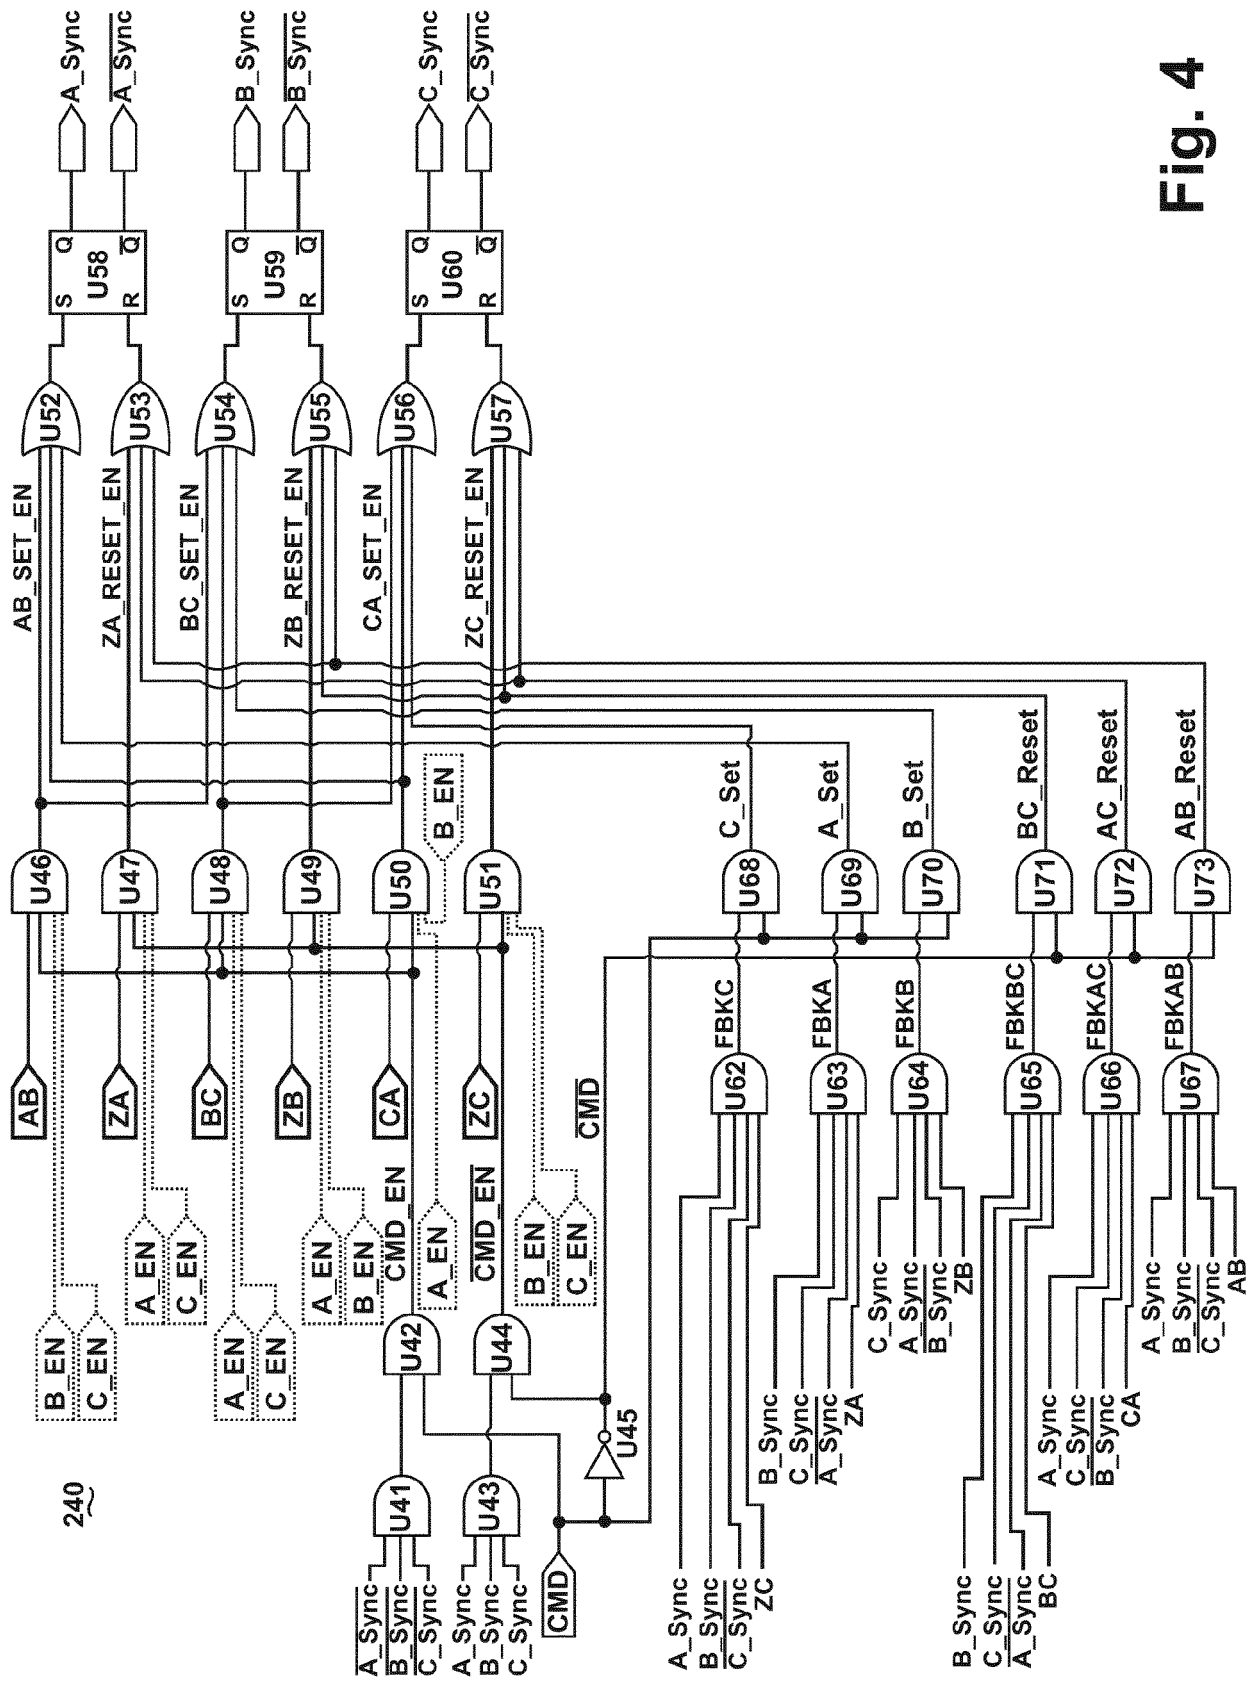 A_Sync
A_Sync
B_Sync
B_Sync
C_Sync
C_Sync
Q
Q
S
R
U58
Q
Q
S
R
U59
Q
Q
S
R
U60
U52
U53
U54
U55
U56
U57
AB_SET_EN
ZA_RESET_EN
BC_SET_EN
ZB_RESET_EN
CA_SET_EN
ZC_RESET_EN
U46
U47
U48
U49
U50
U51
B_EN
AB
ZA
BC
ZB
CA
ZC
B_EN
C_EN
A_EN
C_EN
A_EN
C_EN
A_EN
B_EN
CMD_EN
A_EN
CMD_EN
B_EN
C_EN
CMD
U42
U44
U45
U41
U43
A_Sync
B_Sync
C_Sync
A_Sync
B_Sync
C_Sync
CMD
240
C_Set
A_Set
B_Set
BC_Reset
AC_Reset
AB_Reset
U68
U69
U70
U71
U72
U73
FBKC
FBKA
FBKB
FBKBC
FBKAC
FBKAB
U62
U63
U64
U65
U66
U67
A_Sync
B_Sync
C_Sync
ZC
B_Sync
C_Sync
A_Sync
ZA
C_Sync
A_Sync
B_Sync
ZB
B_Sync
C_Sync
A_Sync
BC
A_Sync
C_Sync
B_Sync
CA
A_Sync
B_Sync
C_Sync
AB
Fig. 4